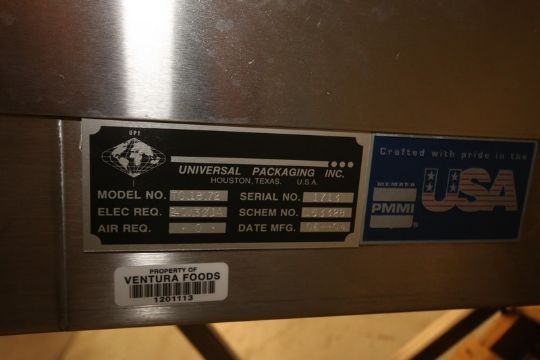 UPI
UNIVERSAL PACKAGING INC.
HOUSTON, TEXAS, U.S.A.
MODEL NO.
SERIAL NO.
ELEC REQ.
SCHEM NO.
AIR REQ. - 0 -
DATE MFG.
Crafted with pride in the
USA
MEMBER
PMMI
PROPERTY OF
VENTURA FOODS
1201113